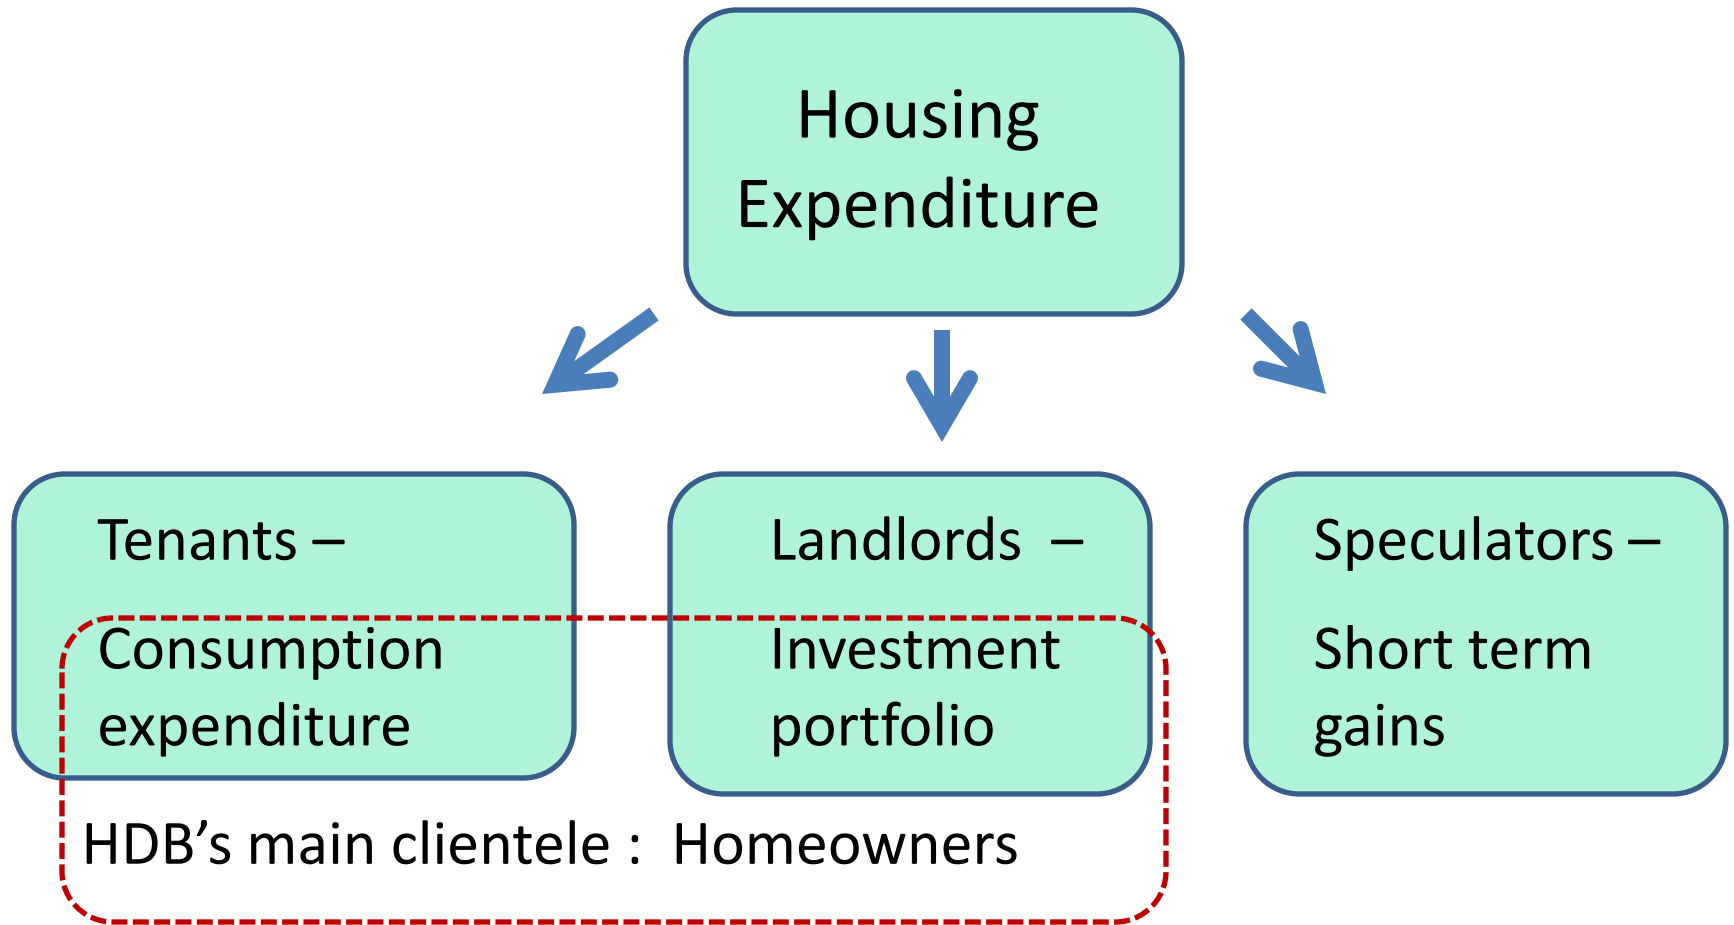 Housing
Expenditure
Tenants –
Consumption
expenditure
Landlords –
Investment
portfolio
Speculators –
Short term
gains
HDB’s main clientele : Homeowners